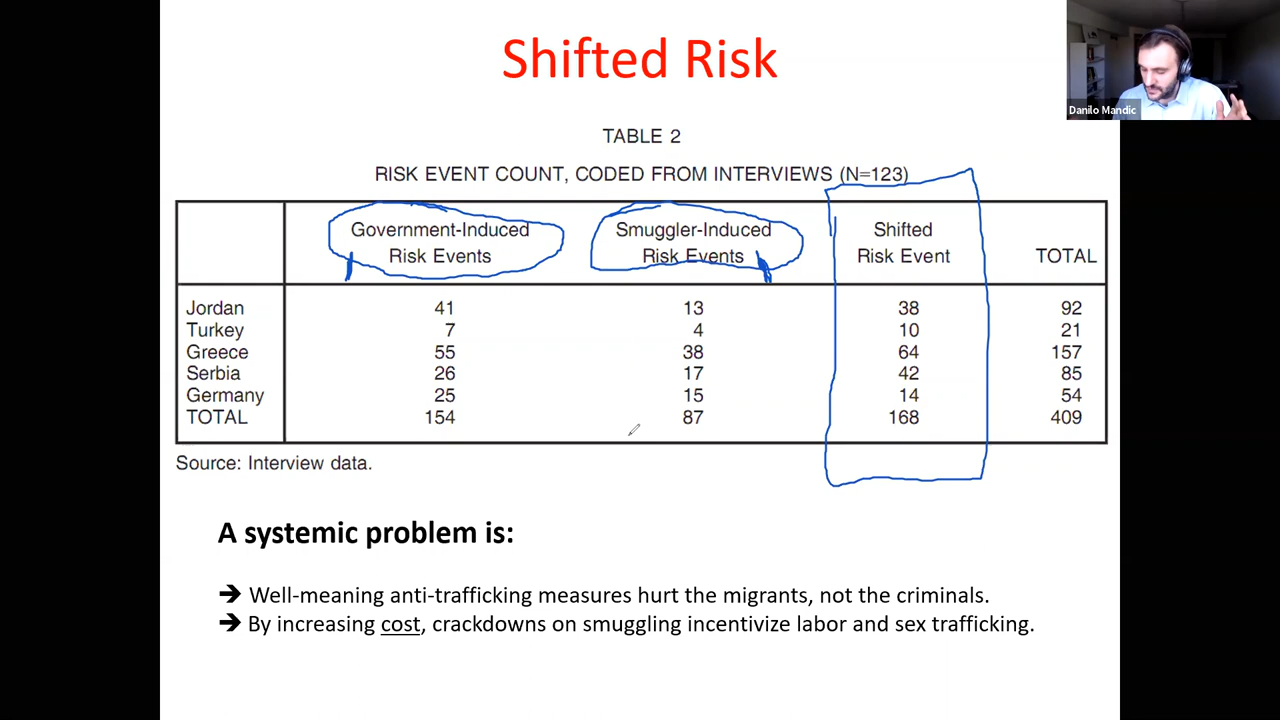 Shifted Risk
Danilo Mandic
TABLE 2
RISK EVENT COUNT, CODED FROM INTERVIEWS (N=123)
Government-Induced Risk Events Smuggler-Induced Risk Events Shifted Risk Event TOTAL
Jordan 41 13 38 92
Turkey 7 4 10 21
Greece 55 38 64 157
Serbia 26 17 42 85
Germany 25 15 14 54
TOTAL 154 87 168 409
Source: Interview data.
A systemic problem is:
➔ Well-meaning anti-trafficking measures hurt the migrants, not the criminals.
➔ By increasing cost, crackdowns on smuggling incentivize labor and sex trafficking.